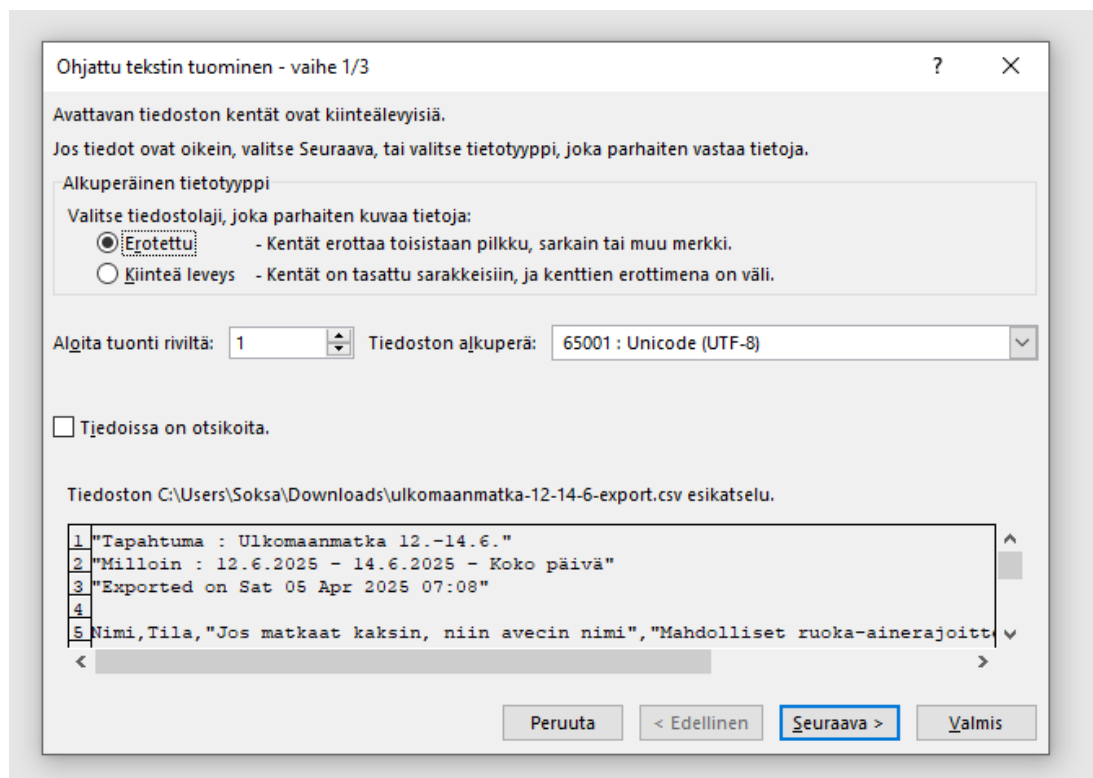 Ohjattu tekstin tuominen - vaihe 1/3 ? ×
Avattavan tiedoston kentät ovat kiinteälevyisiä.
Jos tiedot ovat oikein, valitse Seuraava, tai valitse tietotyyppi, joka parhaiten vastaa tietoja.
Alkuperäinen tietotyyppi
Valitse tiedostolaji, joka parhaiten kuvaa tietoja:
Erotettu - Kentät erottaa toisistaan pilkku, sarkain tai muu merkki.
Kiinteä leveys - Kentät on tasattu sarakkeisiin, ja kenttien erottimena on väli.
Aloita tuonti riviltä: 1 Tiedoston alkuperä: 65001 : Unicode (UTF-8)
Tiedoissa on otsikoita.
Tiedoston C:\Users\Soksa\Downloads\ulkomaanmatka-12-14-6-export.csv esikatselu.
1 "Tapahtuma : Ulkomaanmatka 12.-14.6."
2 "Milloin : 12.6.2025 - 14.6.2025 - Koko päivä"
3 "Exported on Sat 05 Apr 2025 07:08"
4
5 Nimi,Tila,"Jos matkaat kaksin, niin avecin nimi","Mahdolliset ruoka-ainerajoitt
Peruuta < Edellinen Seuraava > Valmis